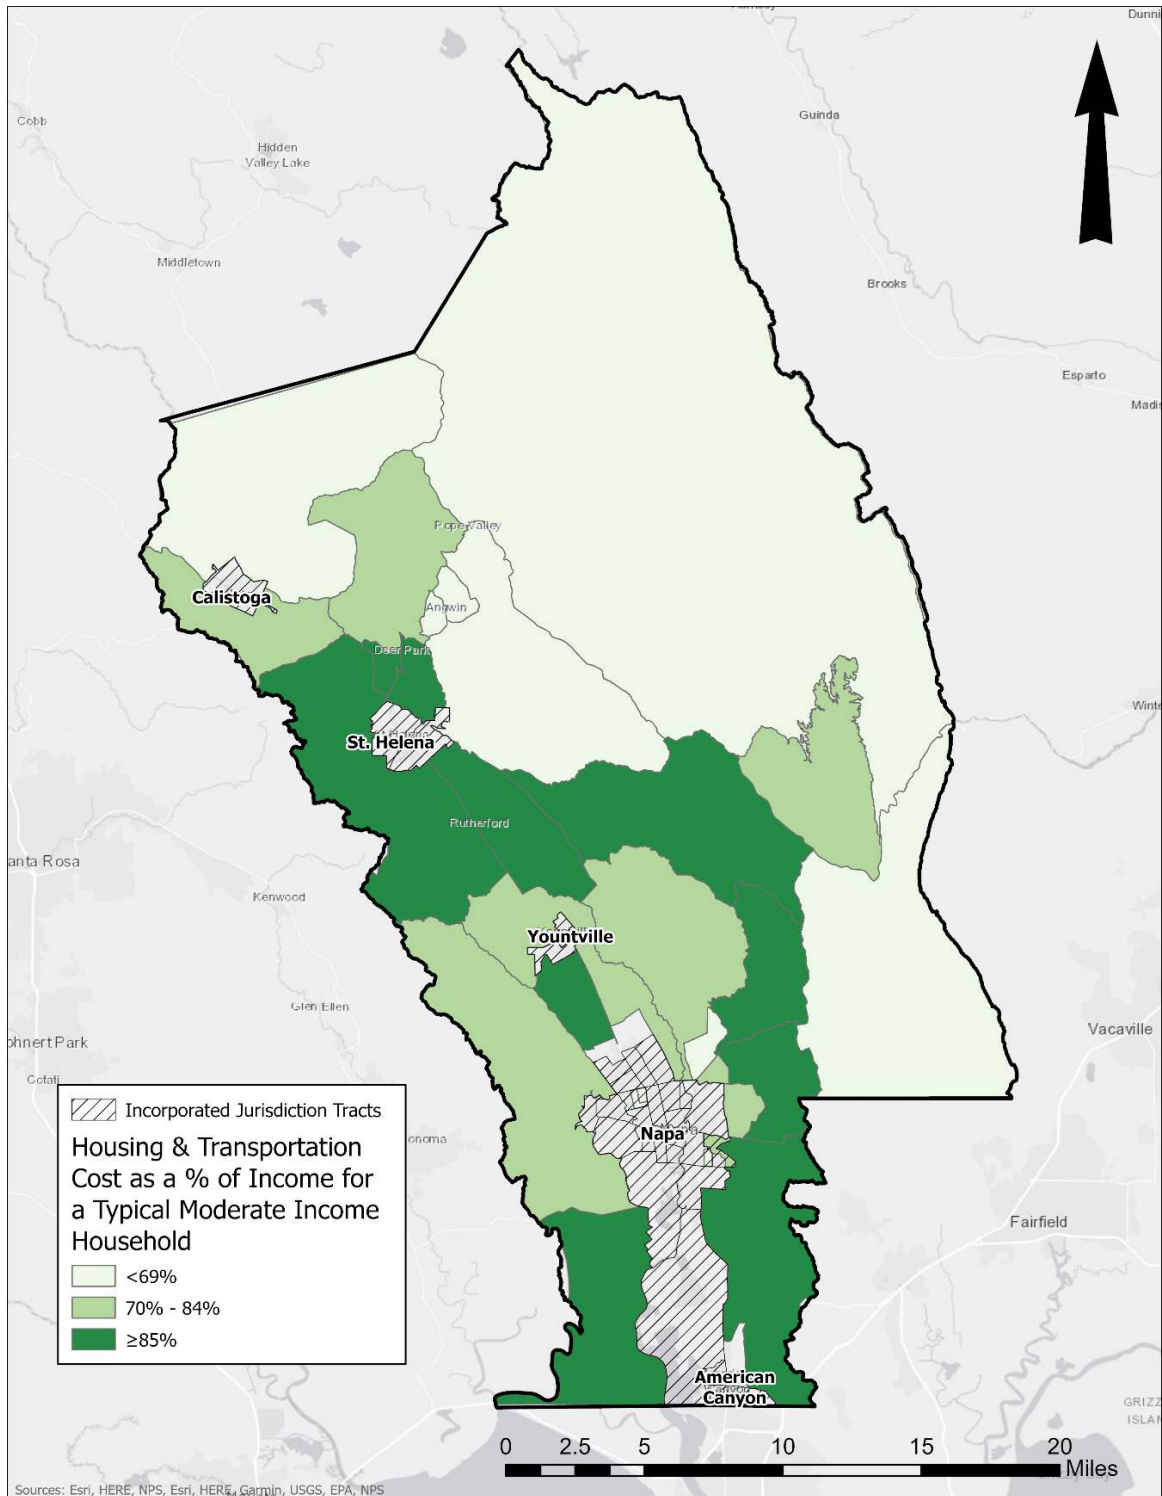 Dunni
Cobb
Guinda
Hidden
Valley Lake
Middletown
Brooks
Esparto
Madis
Pope Valley
Calistoga
Angwin
Deer Park
Winte
St. Helena
Rutherford
anta Rosa
Kenwood
Yountville
Glen Ellen
Vacaville
ohnert Park
Cotati
Incorporated Jurisdiction Tracts
onoma
Napa
Housing & Transportation
Cost as a % of Income for
a Typical Moderate Income
Household
Fairfield
<69%
70% - 84%
≥85%
American
Canyon
GRIZZ
ISLAN
0 2.5 5 10 15 20
Miles
Sources: Esri, HERE, NPS, Esri, HERE, Garmin, USGS, EPA, NPS